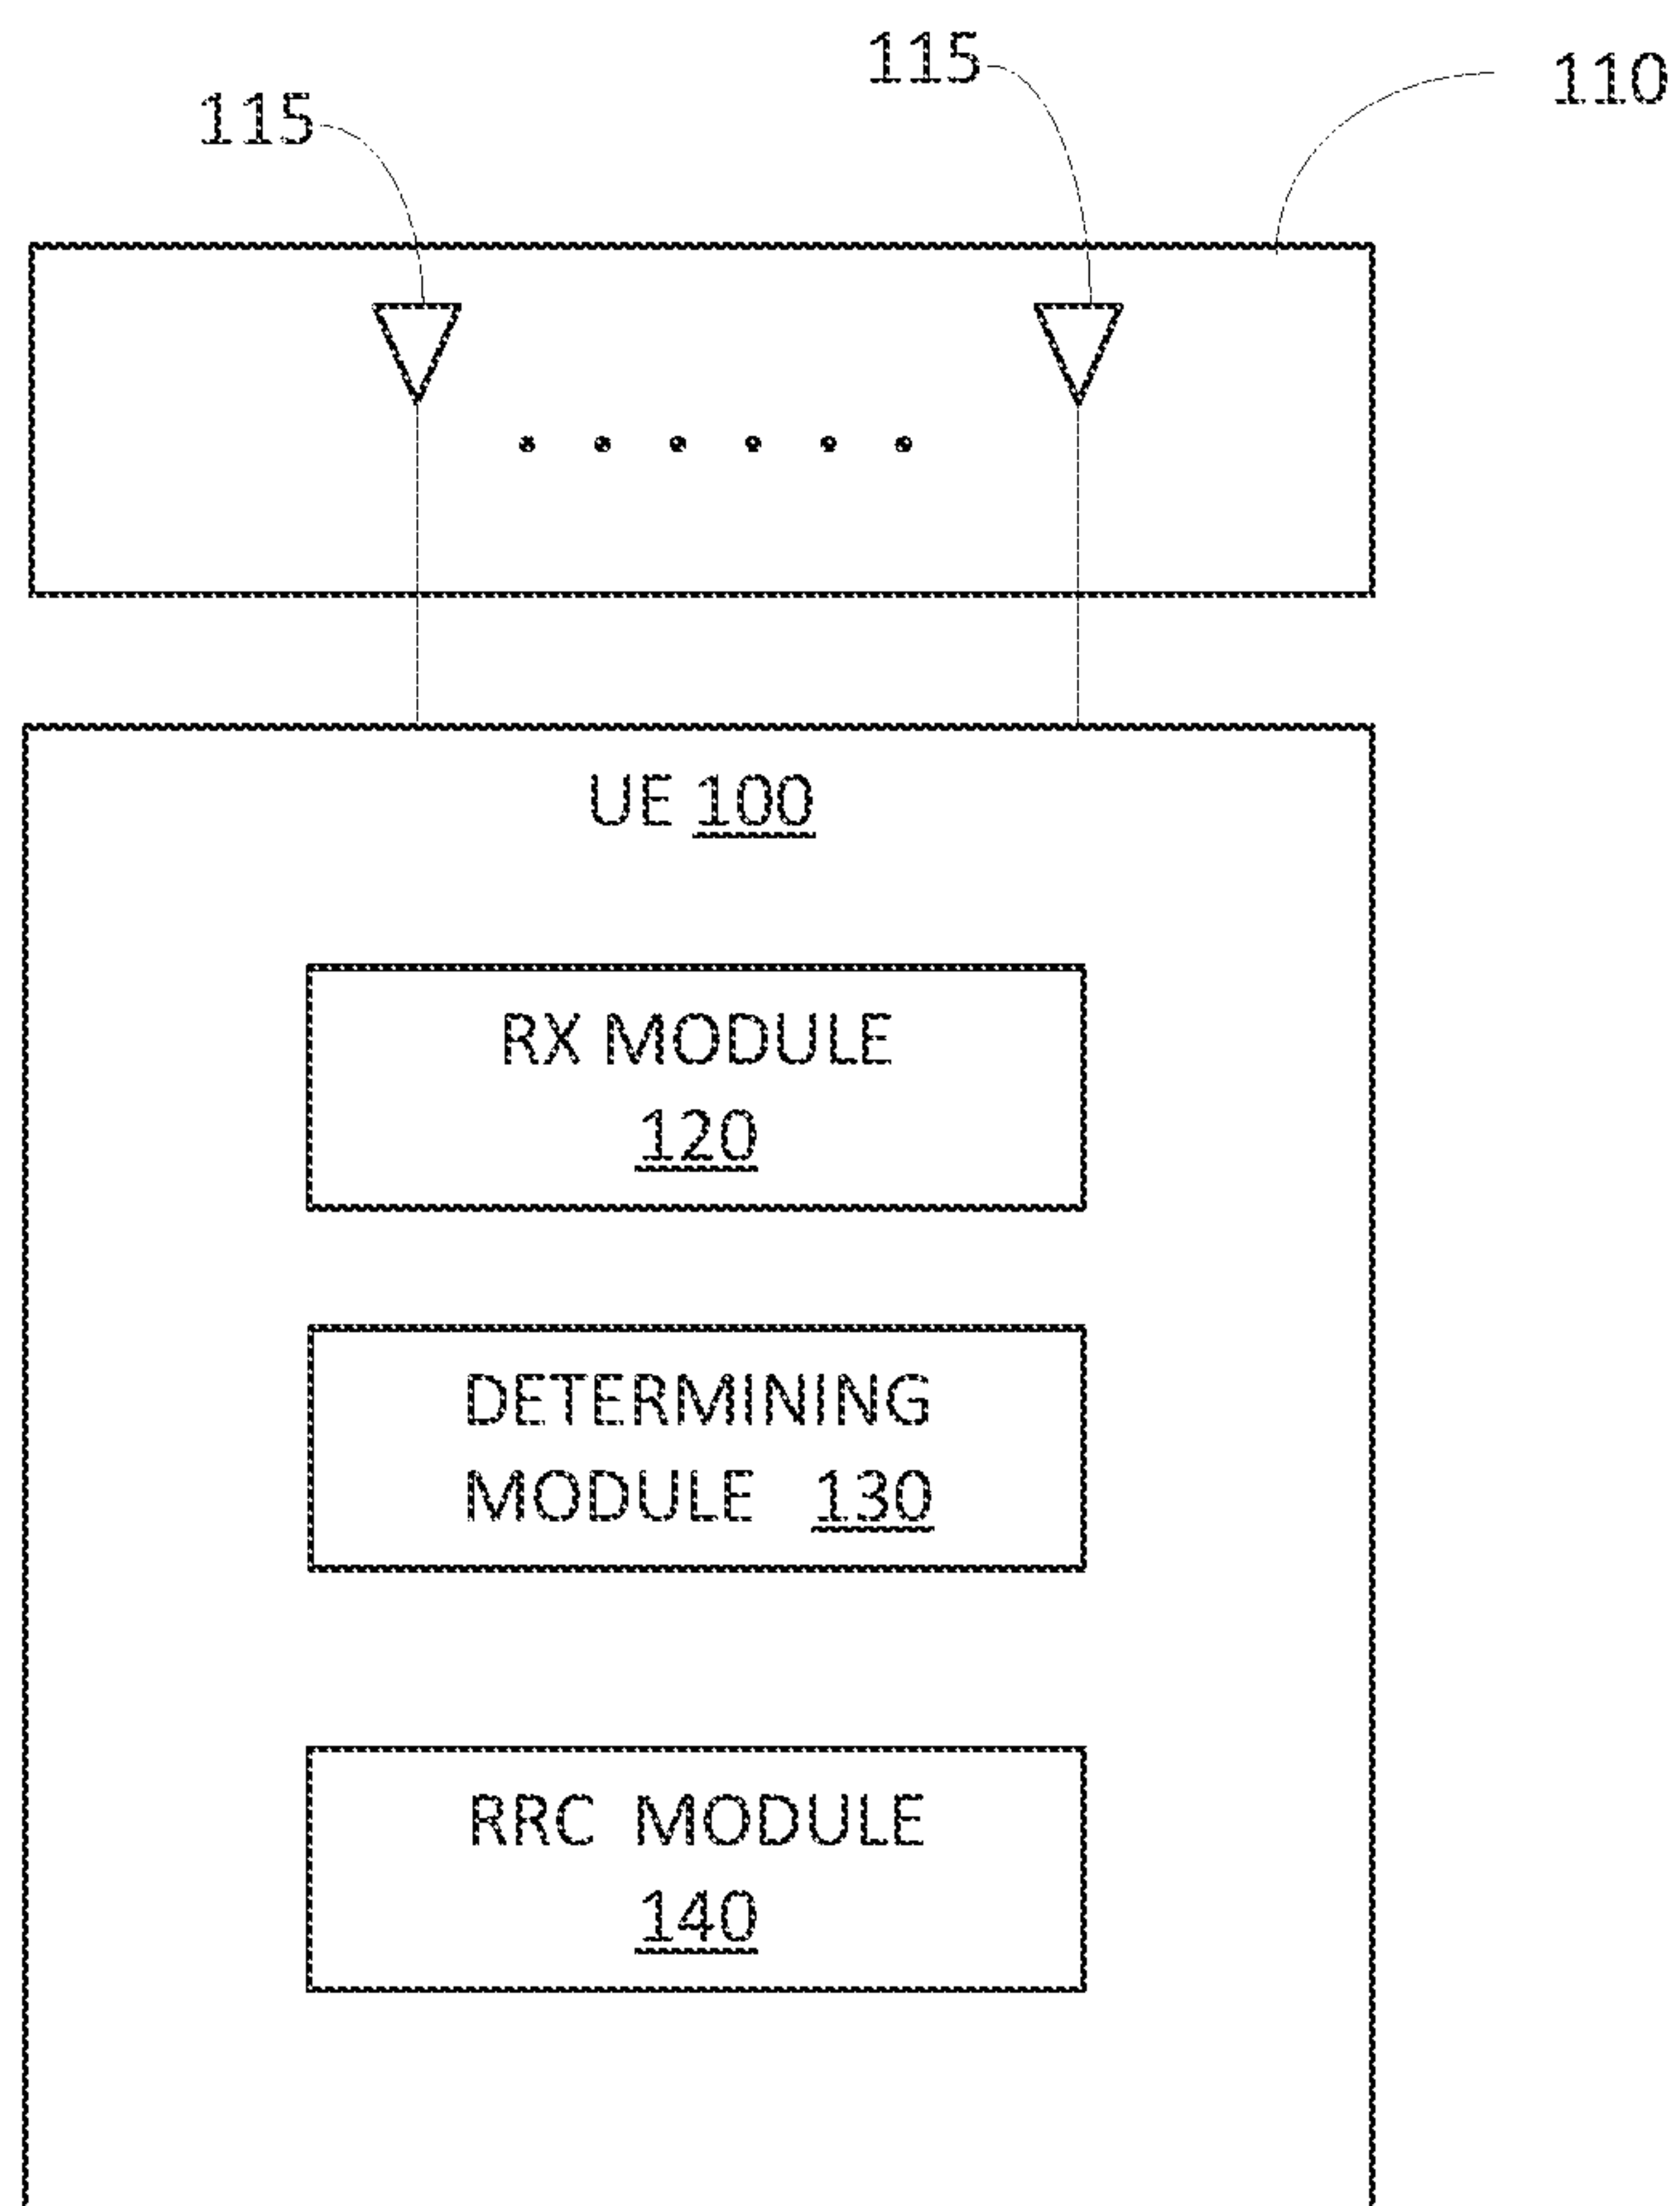 115
115
110
UE 100
RX MODULE
120
DETERMINING
MODULE 130
RRC MODULE
140